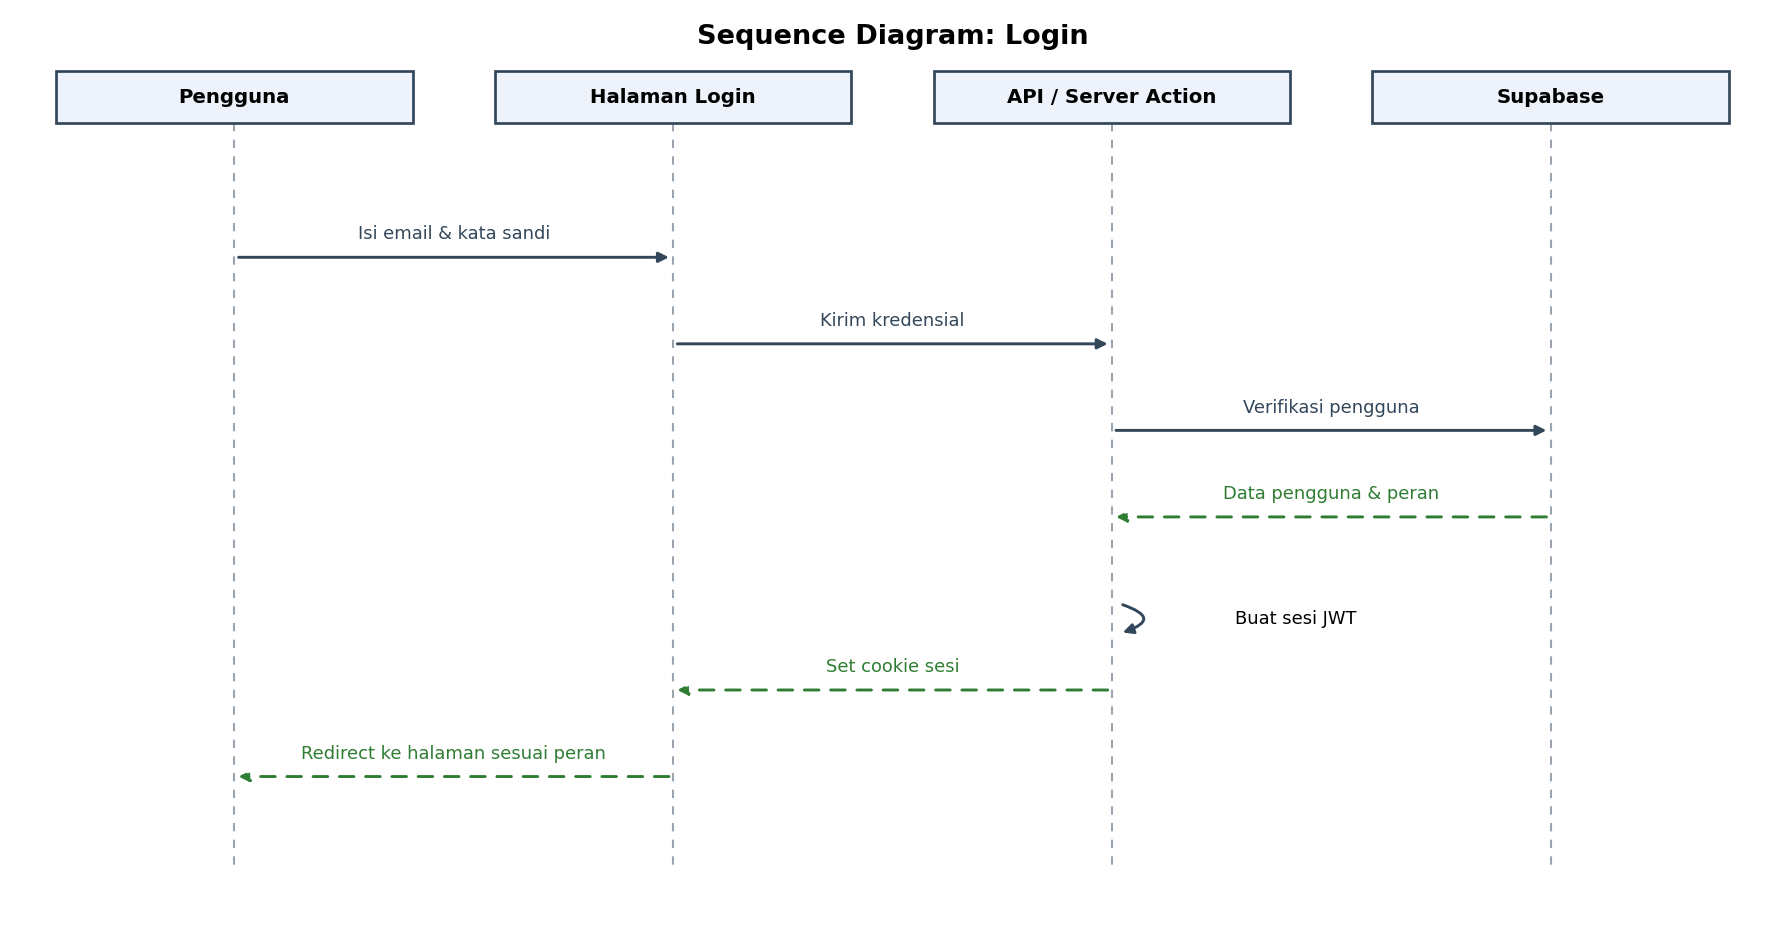 Sequence Diagram: Login
Pengguna
Halaman Login
API / Server Action
Supabase
Isi email & kata sandi
Kirim kredensial
Verifikasi pengguna
Data pengguna & peran
Buat sesi JWT
Set cookie sesi
Redirect ke halaman sesuai peran